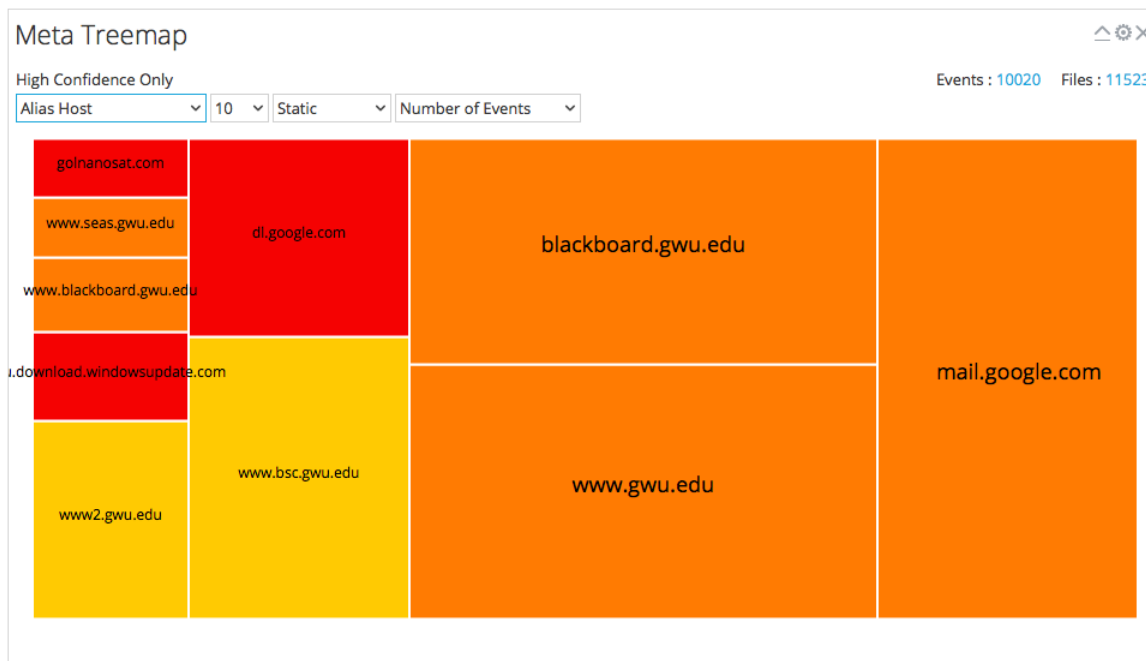 Meta Treemap
High Confidence Only
Events : 10020 Files : 11523
Alias Host 10 Static Number of Events
golnanosat.com
www.seas.gwu.edu
www.blackboard.gwu.edu
.download.windowsupdate.com
www2.gwu.edu
dl.google.com
www.bsc.gwu.edu
blackboard.gwu.edu
www.gwu.edu
mail.google.com